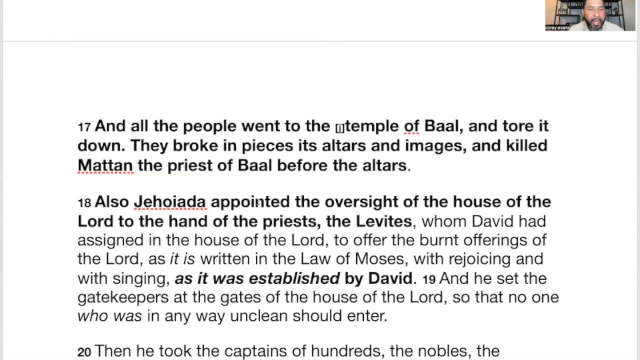 17 And all the people went to the [j]temple of Baal, and tore it
down. They broke in pieces its altars and images, and killed
Mattan the priest of Baal before the altars.
18 Also Jehoiada appointed the oversight of the house of the
Lord to the hand of the priests, the Levites, whom David had
assigned in the house of the Lord, to offer the burnt offerings of
the Lord, as it is written in the Law of Moses, with rejoicing and
with singing, as it was established by David. 19 And he set the
gatekeepers at the gates of the house of the Lord, so that no one
who was in any way unclean should enter.
20 Then he took the captains of hundreds, the nobles, the